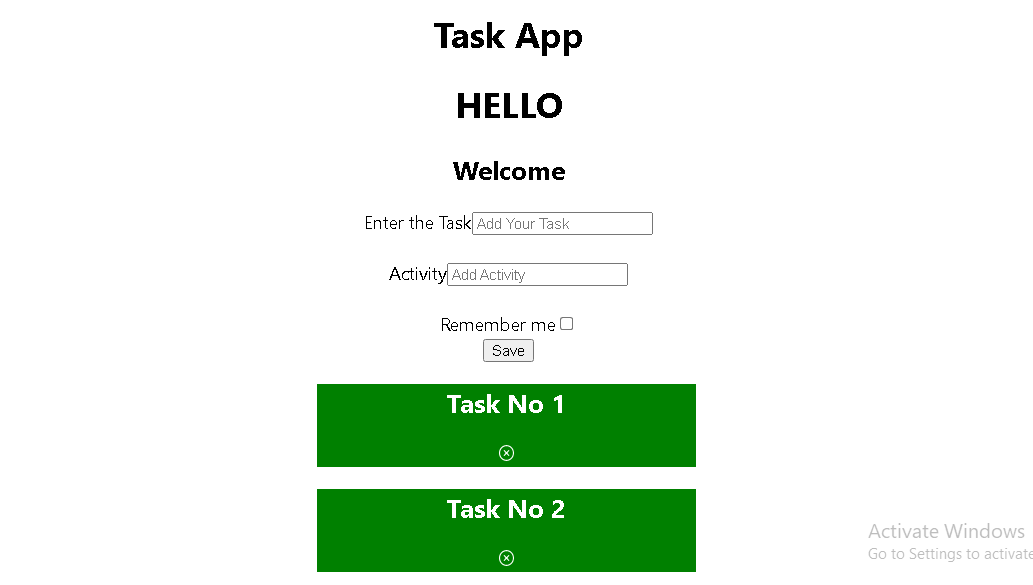 Task App
HELLO
Welcome
Enter the Task Add Your Task
Activity Add Activity
Remember me
Save
Task No 1
Task No 2
Activate Windows
Go to Settings to activate